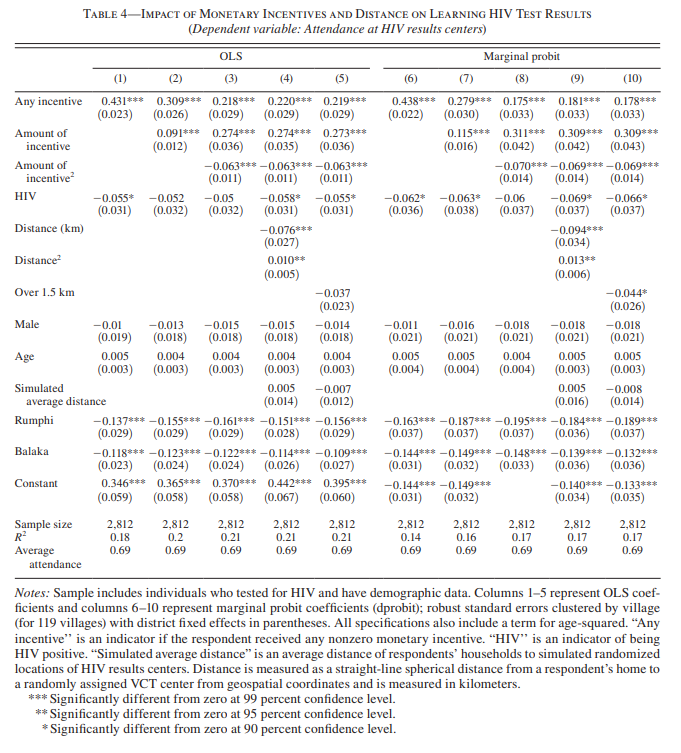 TABLE 4—IMPACT OF MONETARY INCENTIVES AND DISTANCE ON LEARNING HIV TEST RESULTS
(Dependent variable: Attendance at HIV results centers)
OLS Marginal probit
(1) (2) (3) (4) (5) (6) (7) (8) (9) (10)
Any incentive 0.431*** 0.309*** 0.218*** 0.220*** 0.219*** 0.438*** 0.279*** 0.175*** 0.181*** 0.178***
(0.023) (0.026) (0.029) (0.029) (0.029) (0.022) (0.030) (0.033) (0.033) (0.033)
Amount of 0.091*** 0.274*** 0.274*** 0.273*** 0.115*** 0.311*** 0.309*** 0.309***
incentive (0.012) (0.036) (0.035) (0.036) (0.016) (0.042) (0.042) (0.043)
Amount of −0.063*** −0.063*** −0.063*** −0.070*** −0.069*** −0.069***
incentive² (0.011) (0.011) (0.011) (0.014) (0.014) (0.014)
HIV −0.055* −0.052 −0.05 −0.058* −0.055* −0.062* −0.063* −0.06 −0.069* −0.066*
(0.031) (0.032) (0.032) (0.031) (0.031) (0.036) (0.038) (0.037) (0.037) (0.037)
Distance (km) −0.076*** −0.094***
(0.027) (0.034)
Distance² 0.010** 0.013**
(0.005) (0.006)
Over 1.5 km −0.037 −0.044*
(0.023) (0.026)
Male −0.01 −0.013 −0.015 −0.015 −0.014 −0.011 −0.016 −0.018 −0.018 −0.018
(0.019) (0.018) (0.018) (0.018) (0.018) (0.021) (0.021) (0.021) (0.021) (0.021)
Age 0.005 0.004 0.004 0.004 0.004 0.005 0.005 0.004 0.005 0.005
(0.003) (0.003) (0.003) (0.003) (0.003) (0.004) (0.004) (0.004) (0.003) (0.003)
Simulated 0.005 −0.007 0.005 −0.008
average distance (0.014) (0.012) (0.016) (0.014)
Rumphi −0.137*** −0.155*** −0.161*** −0.151*** −0.156*** −0.163*** −0.187*** −0.195*** −0.184*** −0.189***
(0.029) (0.029) (0.029) (0.028) (0.029) (0.037) (0.037) (0.037) (0.036) (0.037)
Balaka −0.118*** −0.123*** −0.122*** −0.114*** −0.109*** −0.144*** −0.149*** −0.148*** −0.139*** −0.132***
(0.023) (0.024) (0.024) (0.026) (0.027) (0.031) (0.032) (0.033) (0.036) (0.036)
Constant 0.346*** 0.365*** 0.370*** 0.442*** 0.395*** −0.144*** −0.149*** −0.140*** −0.133***
(0.059) (0.058) (0.058) (0.067) (0.060) (0.031) (0.032) (0.034) (0.035)
Sample size 2,812 2,812 2,812 2,812 2,812 2,812 2,812 2,812 2,812 2,812
R² 0.18 0.2 0.21 0.21 0.21 0.14 0.16 0.17 0.17 0.17
Average 0.69 0.69 0.69 0.69 0.69 0.69 0.69 0.69 0.69 0.69
attendance
Notes: Sample includes individuals who tested for HIV and have demographic data. Columns 1–5 represent OLS coef-
ficients and columns 6–10 represent marginal probit coefficients (dprobit); robust standard errors clustered by village
(for 119 villages) with district fixed effects in parentheses. All specifications also include a term for age-squared. “Any
incentive” is an indicator if the respondent received any nonzero monetary incentive. “HIV” is an indicator of being
HIV positive. “Simulated average distance” is an average distance of respondents’ households to simulated randomized
locations of HIV results centers. Distance is measured as a straight-line spherical distance from a respondent’s home to
a randomly assigned VCT center from geospatial coordinates and is measured in kilometers.
*** Significantly different from zero at 99 percent confidence level.
** Significantly different from zero at 95 percent confidence level.
* Significantly different from zero at 90 percent confidence level.